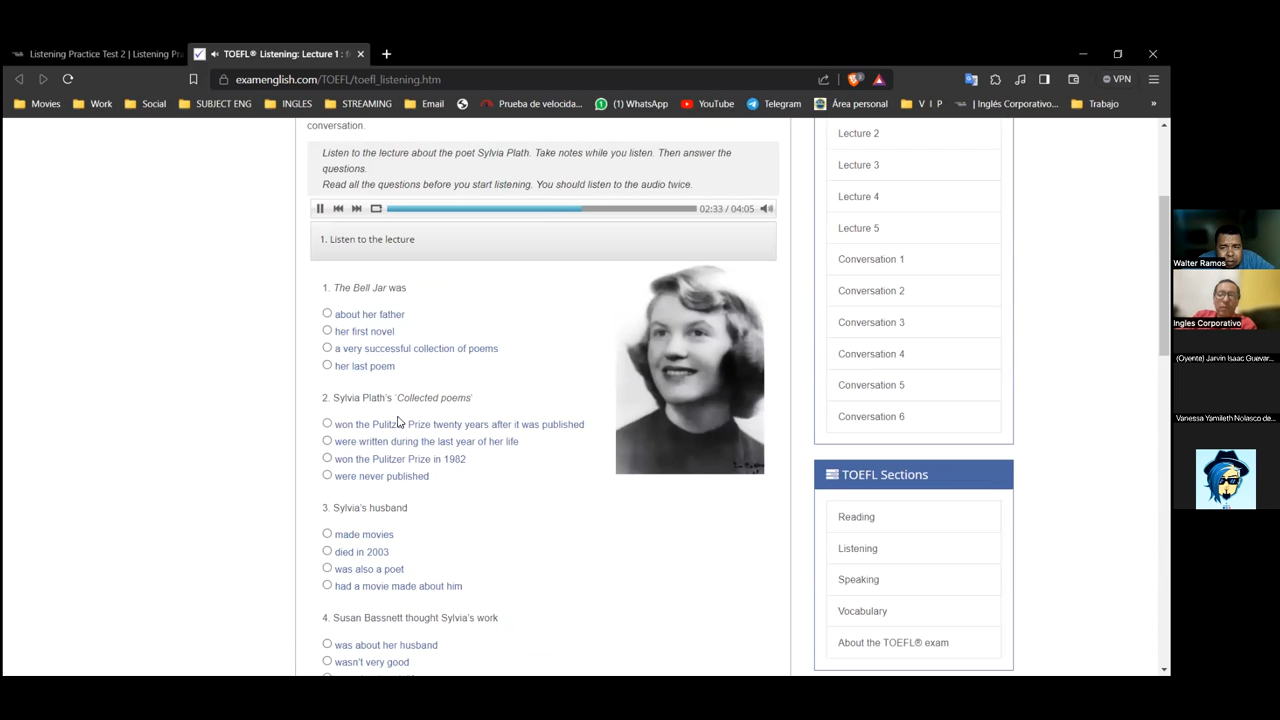 Listening Practice Test 2 | Listening Pra
TOEFL® Listening: Lecture 1 :
examenglish.com/TOEFL/toefl_listening.htm
VPN
Movies
Work
Social
SUBJECT ENG
INGLES
STREAMING
Email
Prueba de velocida...
(1) WhatsApp
YouTube
Telegram
Área personal
V I P
| Inglés Corporativo...
Trabajo
»
conversation.
Listen to the lecture about the poet Sylvia Plath. Take notes while you listen. Then answer the
questions.
Read all the questions before you start listening. You should listen to the audio twice.
02:33 / 04:05
1. Listen to the lecture
1. The Bell Jar was
about her father
her first novel
a very successful collection of poems
her last poem
2. Sylvia Plath's 'Collected poems'
won the Pulitzer Prize twenty years after it was published
were written during the last year of her life
won the Pulitzer Prize in 1982
were never published
3. Sylvia's husband
made movies
died in 2003
was also a poet
had a movie made about him
4. Susan Bassnett thought Sylvia's work
was about her husband
wasn't very good
Lecture 2
Lecture 3
Lecture 4
Lecture 5
Conversation 1
Conversation 2
Conversation 3
Conversation 4
Conversation 5
Conversation 6
TOEFL Sections
Reading
Listening
Speaking
Vocabulary
About the TOEFL® exam
Walter Ramos
Ingles Corporativo
(Oyente) Jarvin Isaac Guevar...
Vanessa Yamileth Nolasco de...